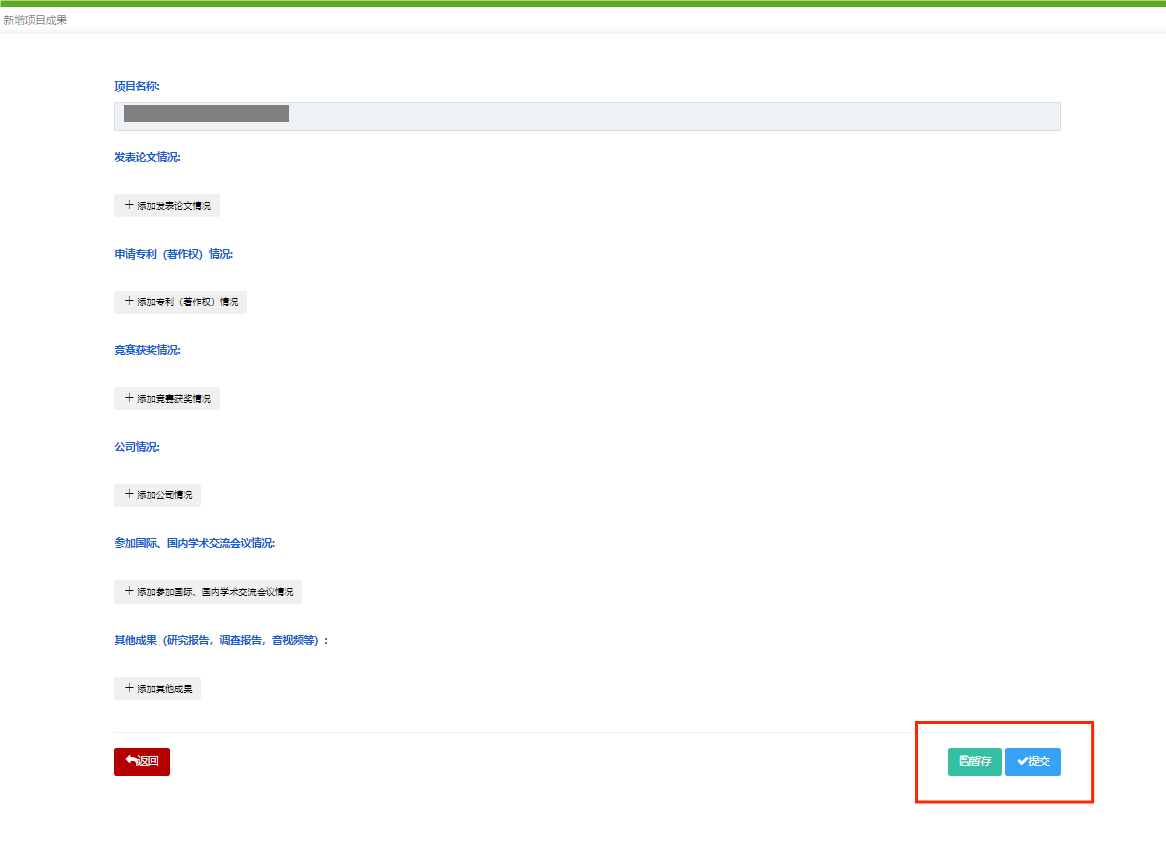 新增项目成果
项目名称:
发表论文情况:
添加发表论文情况
申请专利（著作权）情况:
添加专利（著作权）情况
竞赛获奖情况:
添加竞赛获奖情况
公司情况:
添加公司情况
参加国际、国内学术交流会议情况:
添加参加国际、国内学术交流会议情况
其他成果（研究报告，调查报告，音视频等）:
添加其他成果
返回 暂存 提交